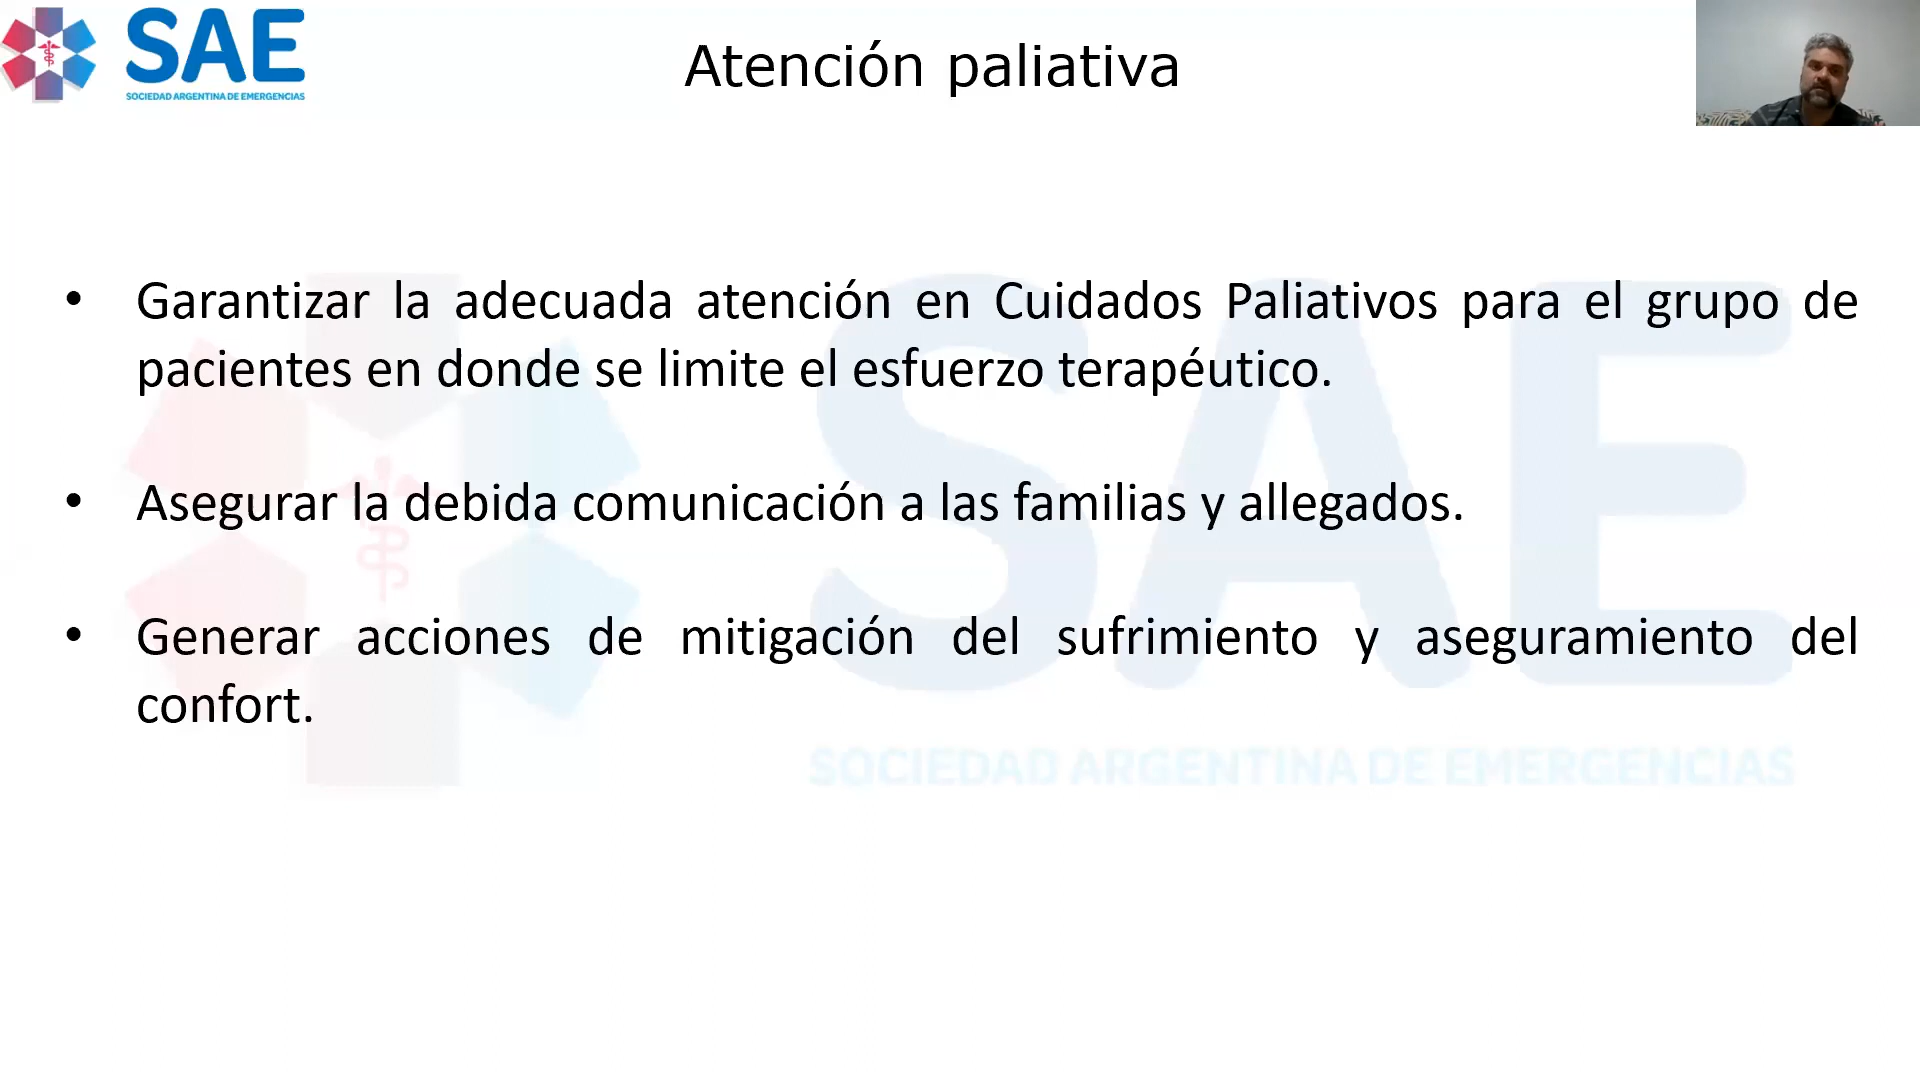 SAE
SOCIEDAD ARGENTINA DE EMERGENCIAS
Atención paliativa
• Garantizar la adecuada atención en Cuidados Paliativos para el grupo de
pacientes en donde se limite el esfuerzo terapéutico.
• Asegurar la debida comunicación a las familias y allegados.
• Generar acciones de mitigación del sufrimiento y aseguramiento del
confort.
SAE
SOCIEDAD ARGENTINA DE EMERGENCIAS